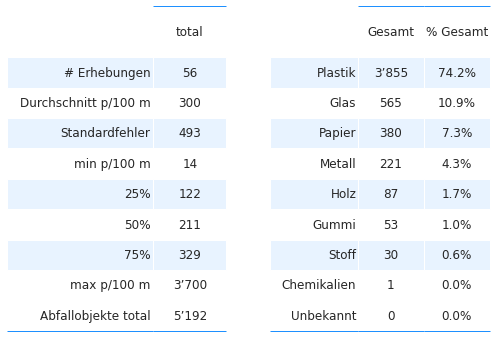 total
# Erhebungen 56
Durchschnitt p/100 m 300
Standardfehler 493
min p/100 m 14
25% 122
50% 211
75% 329
max p/100 m 3’700
Abfallobjekte total 5’192
Gesamt % Gesamt
Plastik 3’855 74.2%
Glas 565 10.9%
Papier 380 7.3%
Metall 221 4.3%
Holz 87 1.7%
Gummi 53 1.0%
Stoff 30 0.6%
Chemikalien 1 0.0%
Unbekannt 0 0.0%